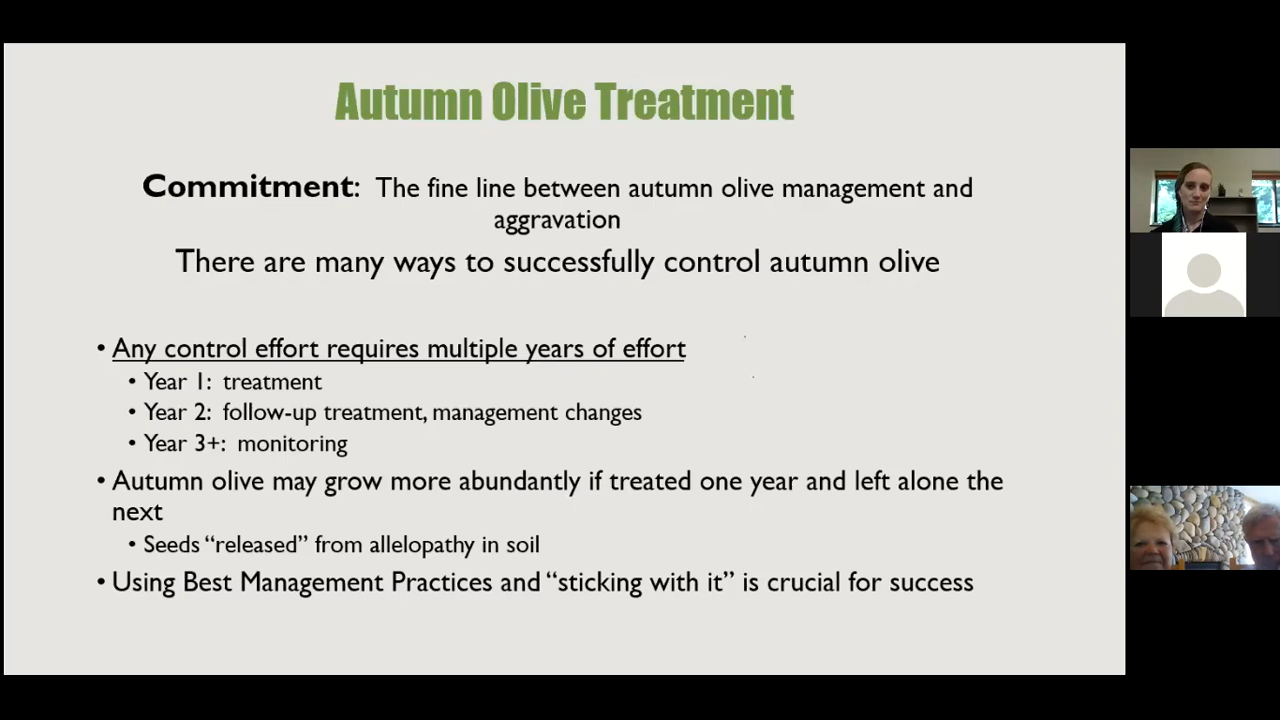 Autumn Olive Treatment
Commitment: The fine line between autumn olive management and
aggravation
There are many ways to successfully control autumn olive
• Any control effort requires multiple years of effort
• Year 1: treatment
• Year 2: follow-up treatment, management changes
• Year 3+: monitoring
• Autumn olive may grow more abundantly if treated one year and left alone the
next
• Seeds “released” from allelopathy in soil
• Using Best Management Practices and “sticking with it” is crucial for success